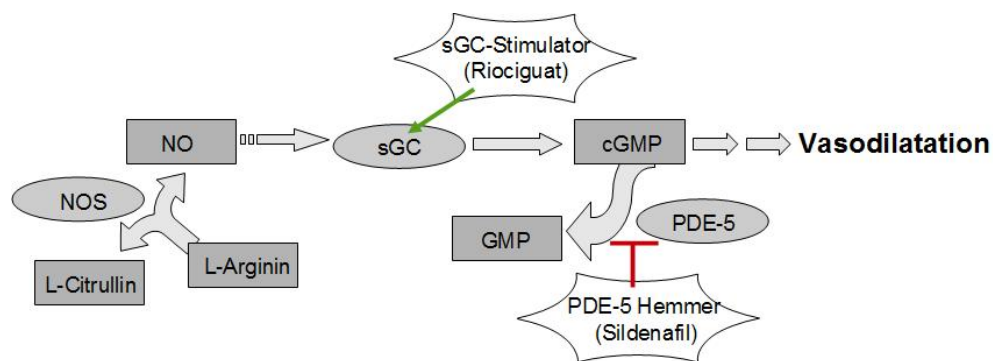 sGC-Stimulator
(Riociguat)
NO
sGC
cGMP
Vasodilatation
NOS
PDE-5
GMP
L-Arginin
L-Citrullin
PDE-5 Hemmer
(Sildenafil)